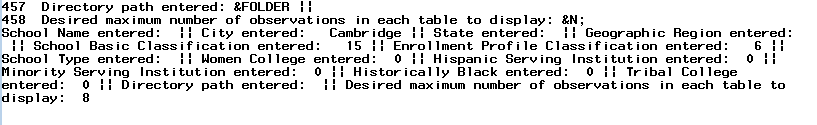 457  Directory path entered: &FOLDER ||
458  Desired maximum number of observations in each table to display: &N;
School Name entered:  || City entered:   Cambridge || State entered:  || Geographic Region entered:
 || School Basic Classification entered:   15 || Enrollment Profile Classification entered:   6 ||
School Type entered:  || Women College entered:  0 || Hispanic Serving Institution entered:  0 ||
Minority Serving Institution entered:  0 || Historically Black entered:  0 || Tribal College
entered:  0 || Directory path entered:  || Desired maximum number of observations in each table to
display:  8